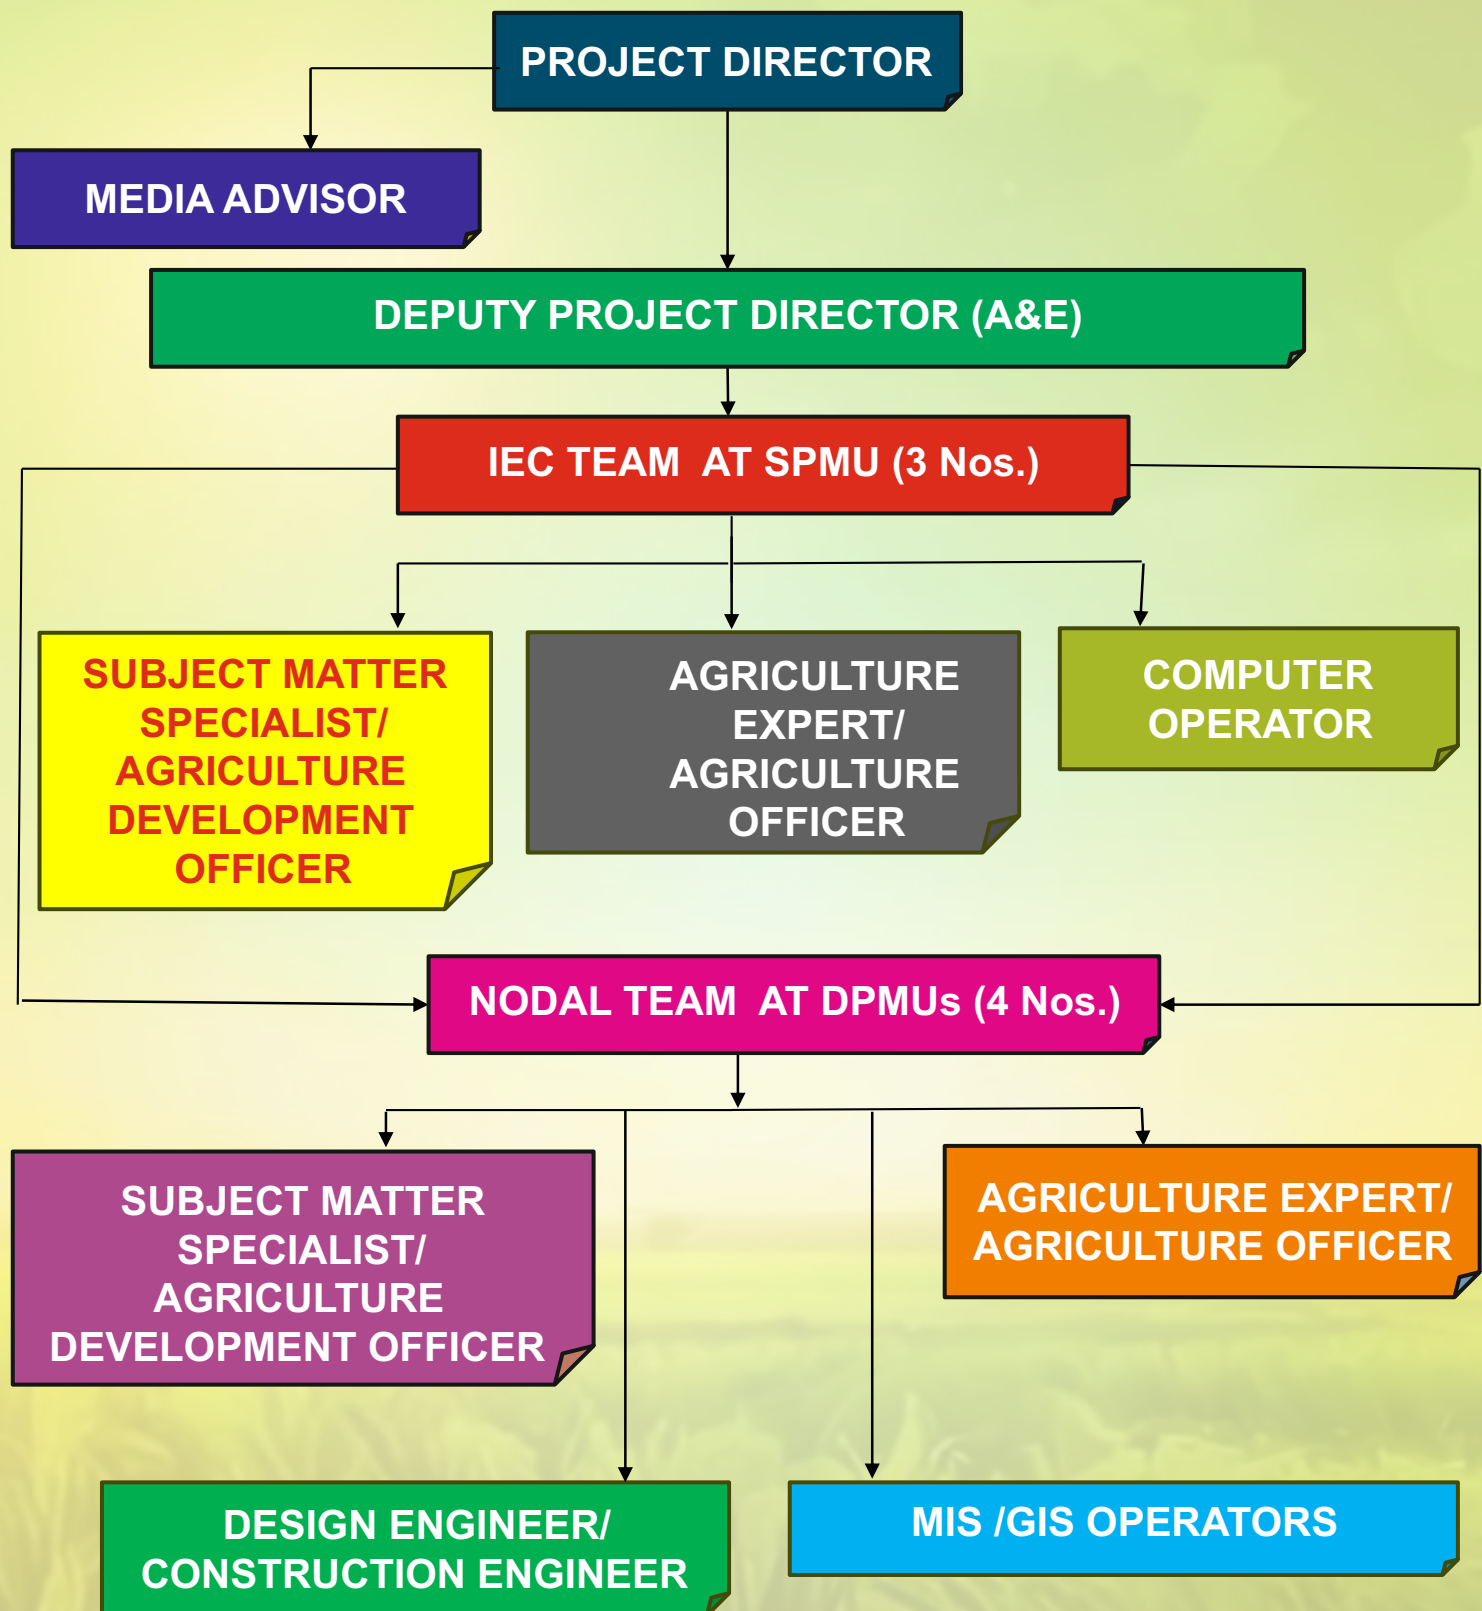 PROJECT DIRECTOR
MEDIA ADVISOR
DEPUTY PROJECT DIRECTOR (A&E)
IEC TEAM AT SPMU (3 Nos.)
SUBJECT MATTER
SPECIALIST/
AGRICULTURE
DEVELOPMENT
OFFICER
AGRICULTURE
EXPERT/
AGRICULTURE
OFFICER
COMPUTER
OPERATOR
NODAL TEAM AT DPMUs (4 Nos.)
SUBJECT MATTER
SPECIALIST/
AGRICULTURE
DEVELOPMENT OFFICER
AGRICULTURE EXPERT/
AGRICULTURE OFFICER
DESIGN ENGINEER/
CONSTRUCTION ENGINEER
MIS /GIS OPERATORS